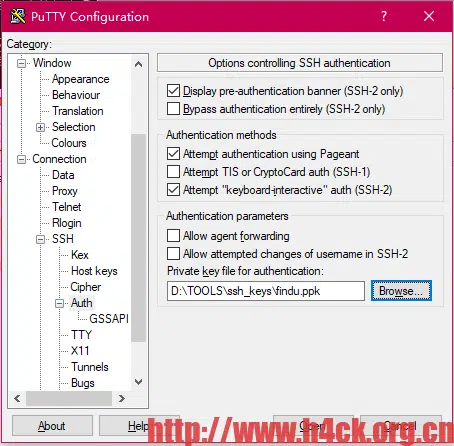 PuTTY Configuration
?
Category:
Window
Appearance
Behaviour
Translation
Selection
Colours
Connection
Data
Proxy
Telnet
Rlogin
SSH
Kex
Host keys
Cipher
Auth
GSSAPI
TTY
X11
Tunnels
Bugs
Options controlling SSH authentication
Display pre-authentication banner (SSH-2 only)
Bypass authentication entirely (SSH-2 only)
Authentication methods
Attempt authentication using Pageant
Attempt TIS or CryptoCard auth (SSH-1)
Attempt "keyboard-interactive" auth (SSH-2)
Authentication parameters
Allow agent forwarding
Allow attempted changes of username in SSH-2
Private key file for authentication:
D:\TOOLS\ssh_keys\findu.ppk
Browse...
About
Help
Open
Cancel
http://www.h4ck.org.cn